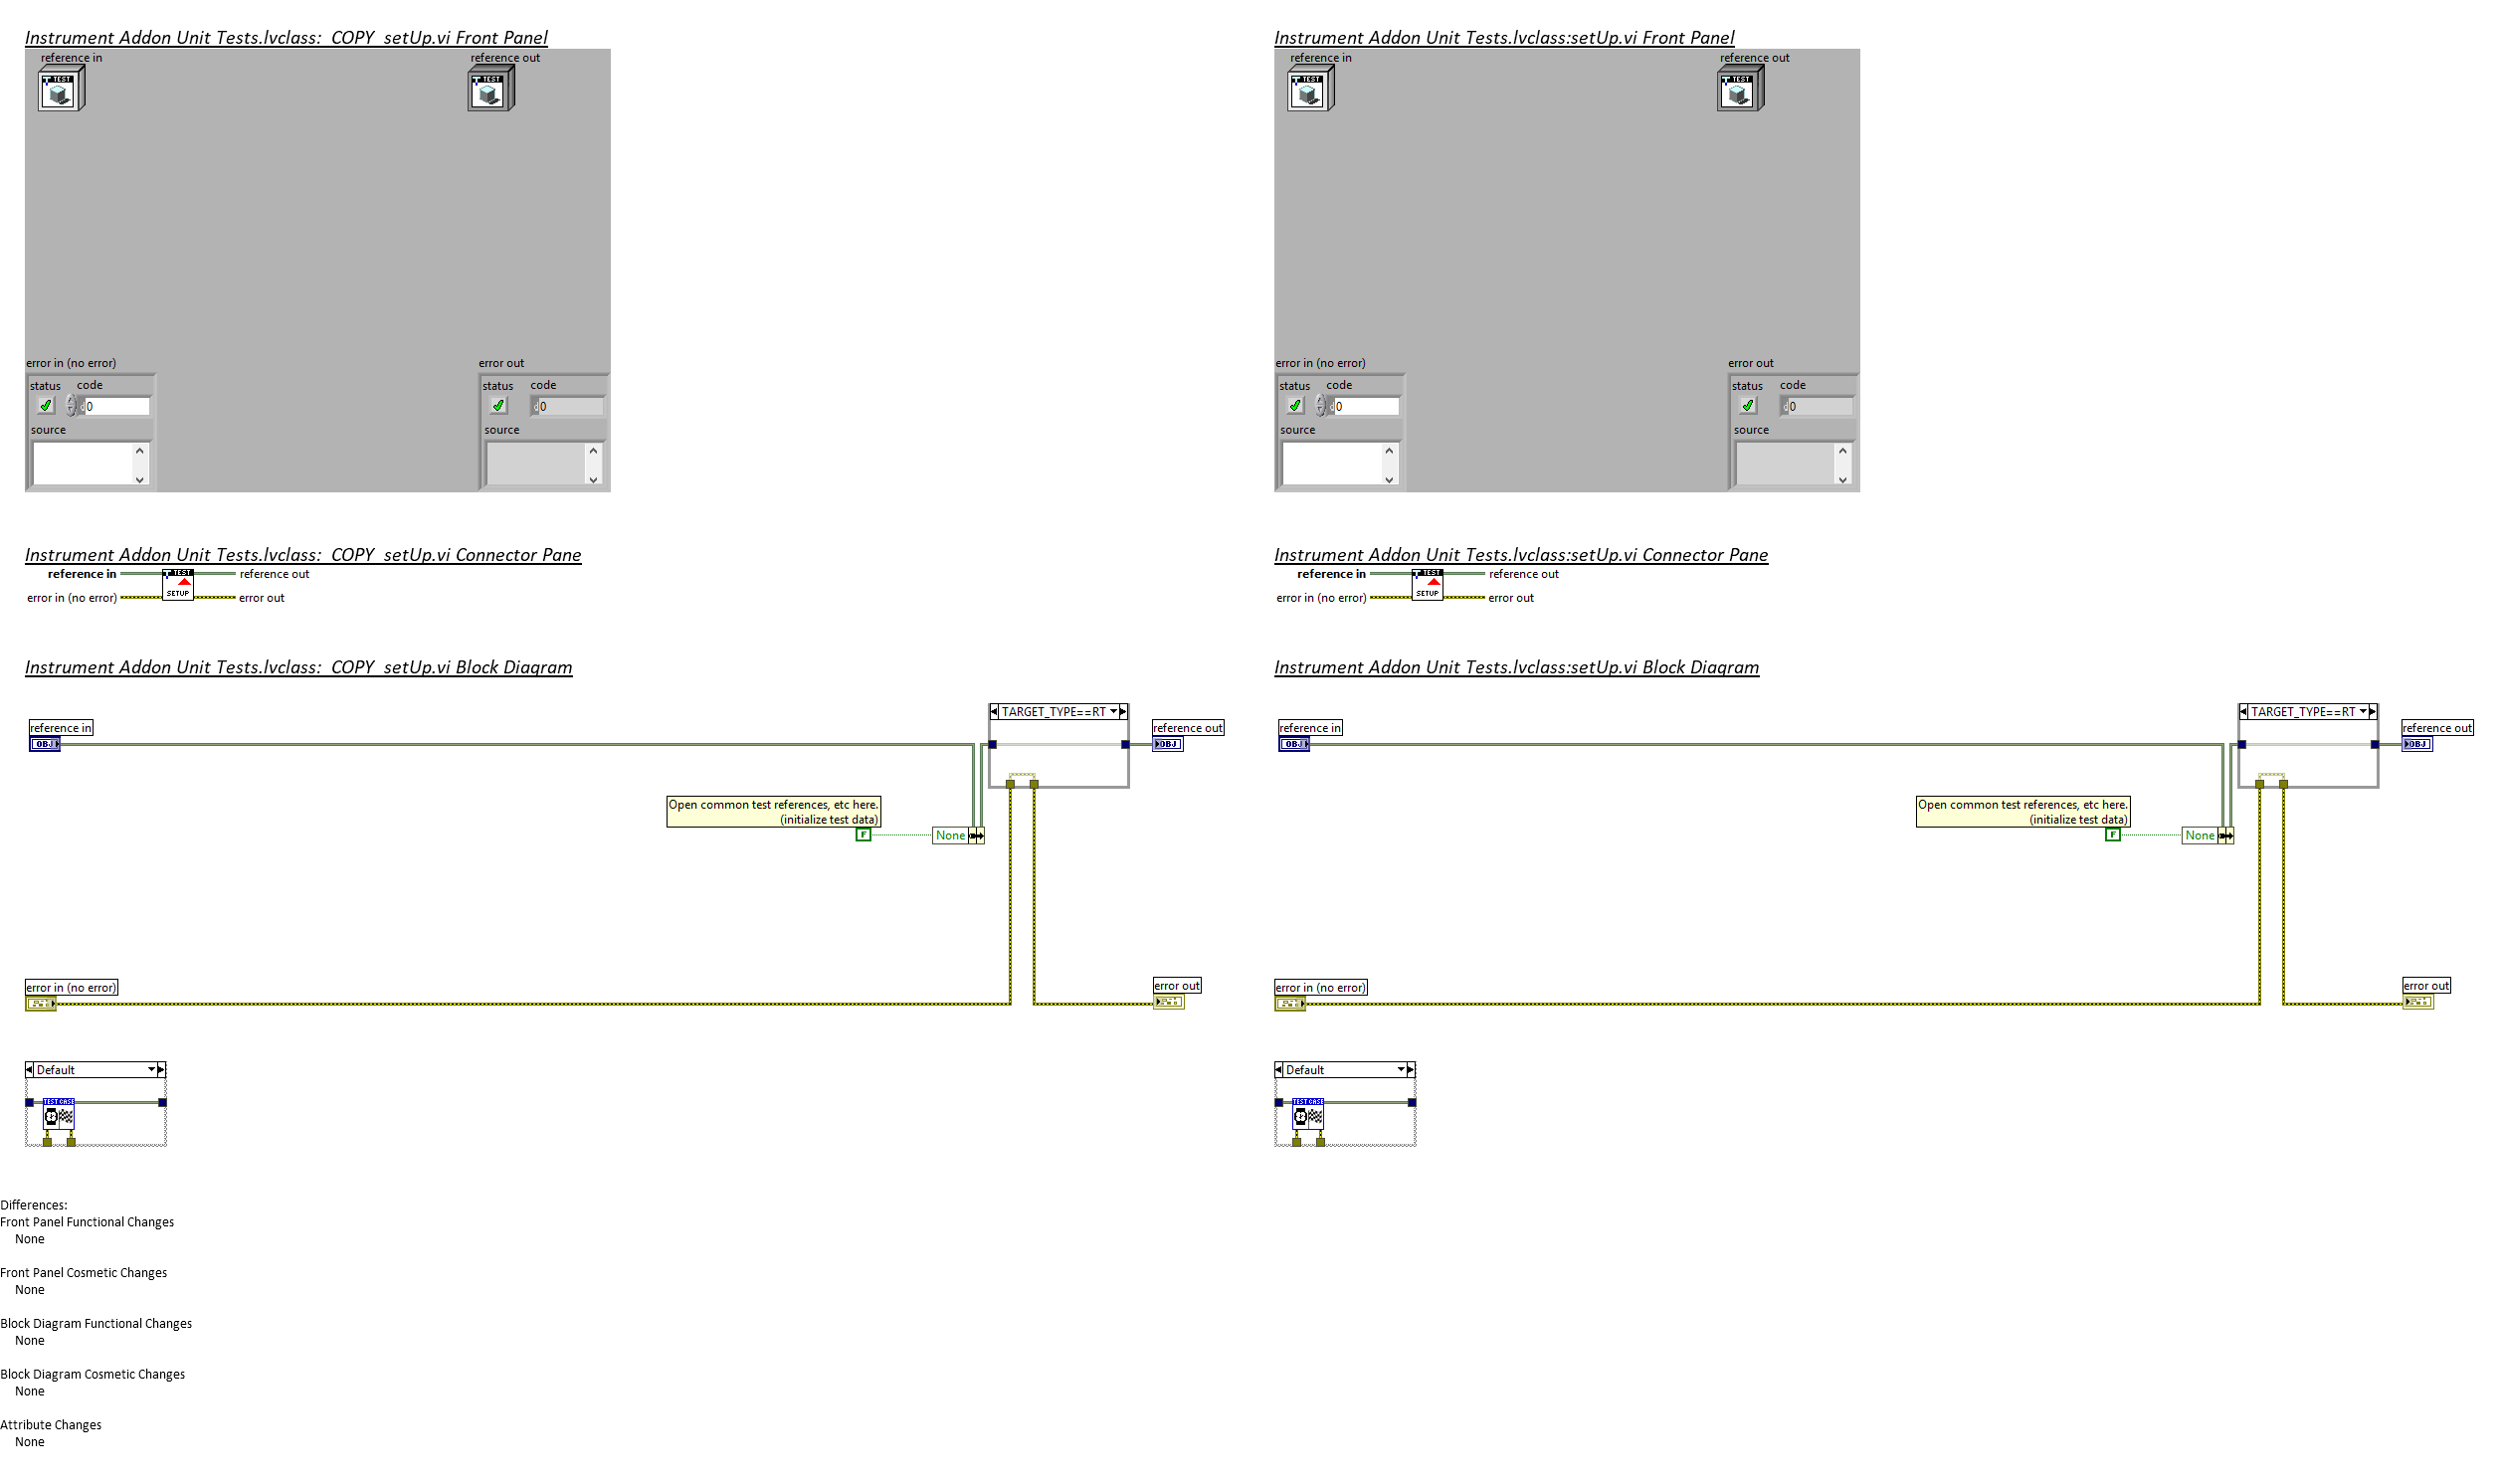 Instrument Addon Unit Tests.lvclass:_COPY_setUp.vi Front Panel
reference in
reference out
TEST
TEST
error in (no error)
error out
status code
status code
0
0
source
source
Instrument Addon Unit Tests.lvclass:setUp.vi Front Panel
reference in
reference out
TEST
TEST
error in (no error)
error out
status code
status code
0
0
source
source
Instrument Addon Unit Tests.lvclass:_COPY_setUp.vi Connector Pane
reference in
TEST
reference out
SETUP
error in (no error)
error out
Instrument Addon Unit Tests.lvclass:setUp.vi Connector Pane
reference in
TEST
reference out
SETUP
error in (no error)
error out
Instrument Addon Unit Tests.lvclass:_COPY_setUp.vi Block Diagram
TARGET_TYPE==RT
reference in
reference out
OBJ
OBJ
Open common test references, etc here.
(initialize test data)
F
None
error in (no error)
error out
Default
TEST CASE
Instrument Addon Unit Tests.lvclass:setUp.vi Block Diagram
TARGET_TYPE==RT
reference in
reference out
OBJ
OBJ
Open common test references, etc here.
(initialize test data)
F
None
error in (no error)
error out
Default
TEST CASE
Differences:
Front Panel Functional Changes
None
Front Panel Cosmetic Changes
None
Block Diagram Functional Changes
None
Block Diagram Cosmetic Changes
None
Attribute Changes
None